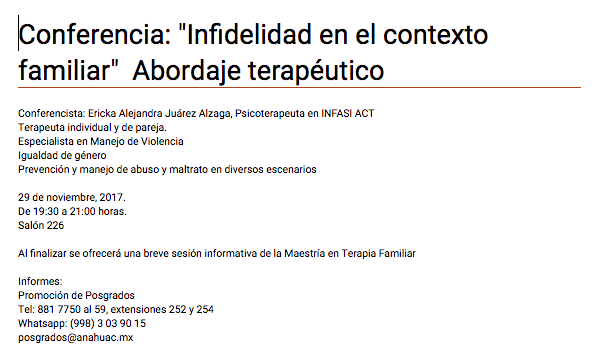 Conferencia: "Infidelidad en el contexto
familiar"  Abordaje terapéutico
Conferencista: Ericka Alejandra Juárez Alzaga, Psicoterapeuta en INFASI ACT
Terapeuta individual y de pareja.
Especialista en Manejo de Violencia
Igualdad de género
Prevención y manejo de abuso y maltrato en diversos escenarios
29 de noviembre, 2017.
De 19:30 a 21:00 horas.
Salón 226
Al finalizar se ofrecerá una breve sesión informativa de la Maestría en Terapia Familiar
Informes:
Promoción de Posgrados
Tel: 881 7750 al 59, extensiones 252 y 254
Whatsapp: (998) 3 03 90 15
posgrados@anahuac.mx